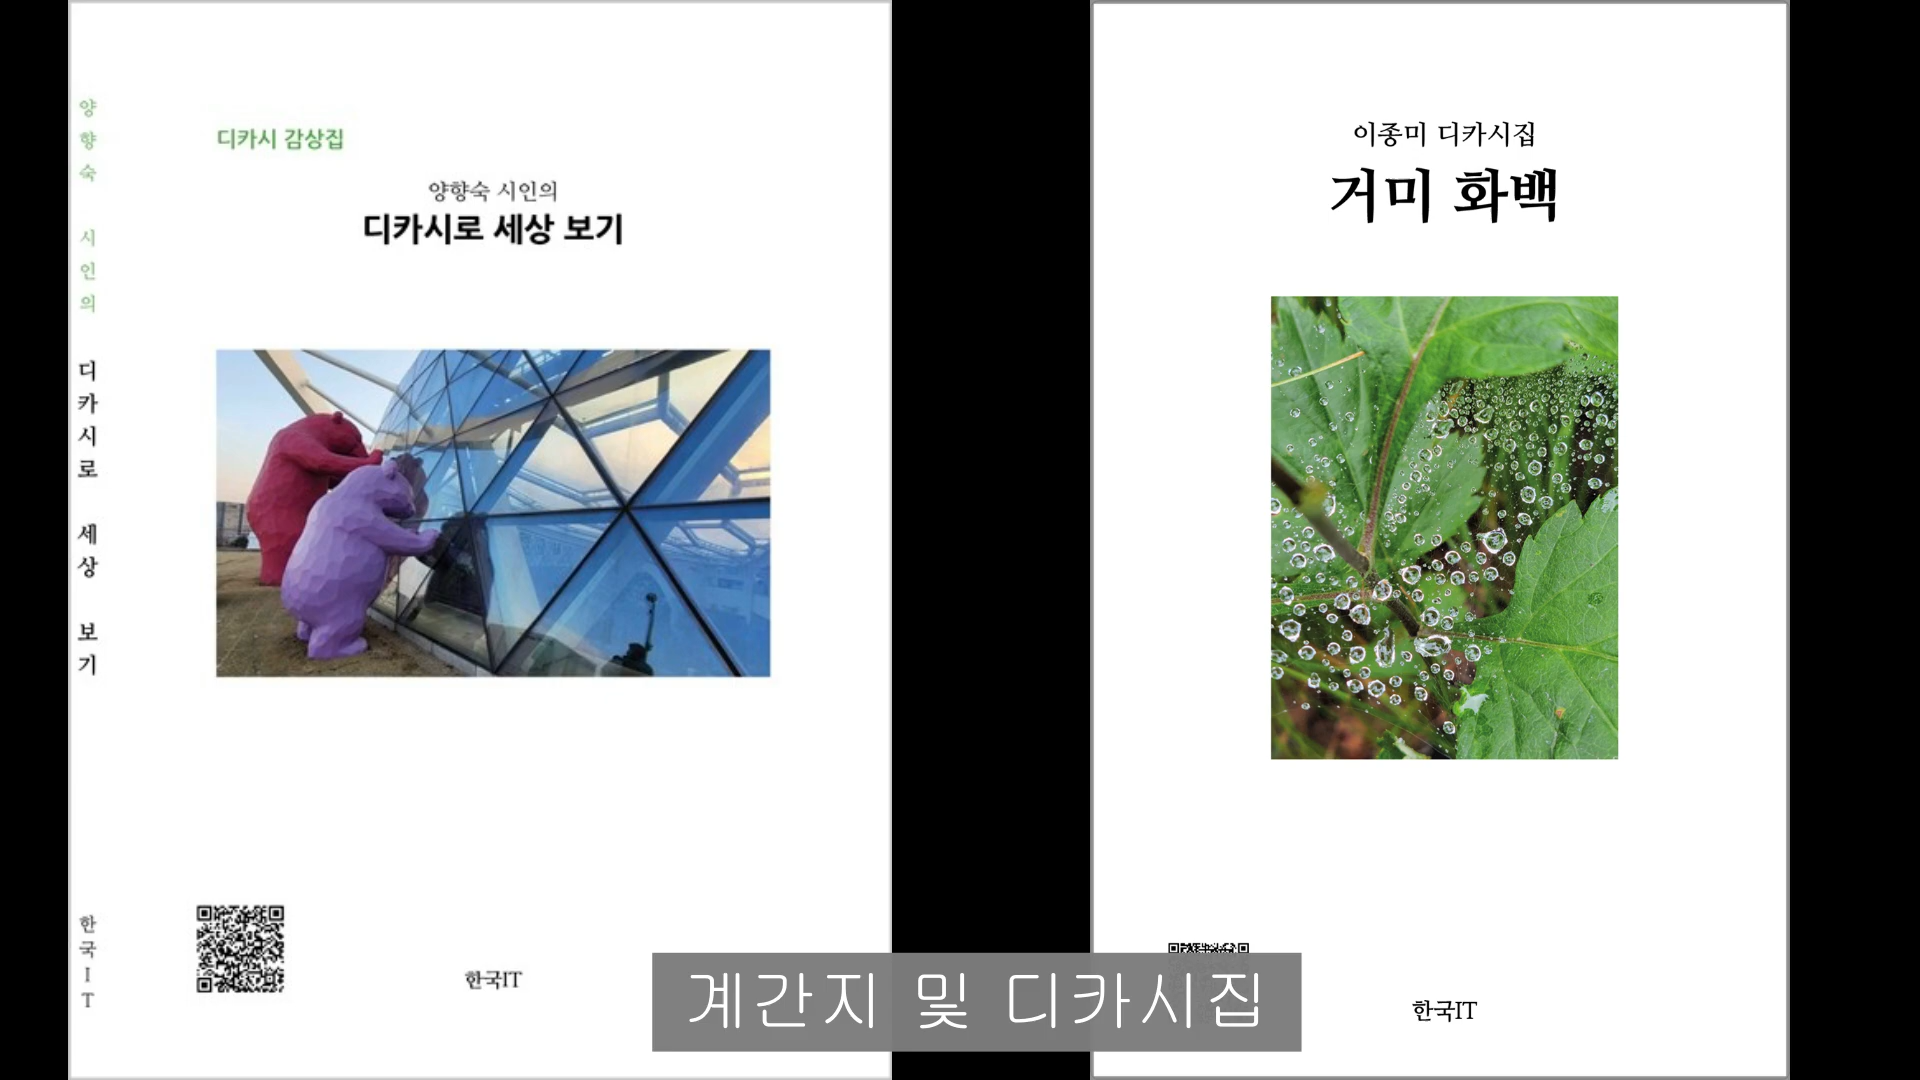 양향숙 시인의 디카시로 세상 보기 한국IT
디카시 감상집
양향숙 시인의
디카시로 세상 보기
한국IT
이종미 디카시집
거미 화백
한국IT
계간지 및 디카시집